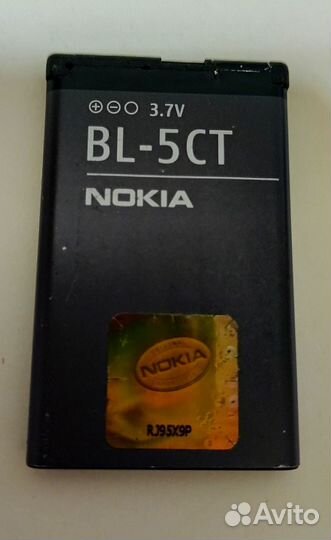 ⊕⊖○ 3.7V
BL-5CT
NOKIA
NOKIA
RJ95X9P
Avito